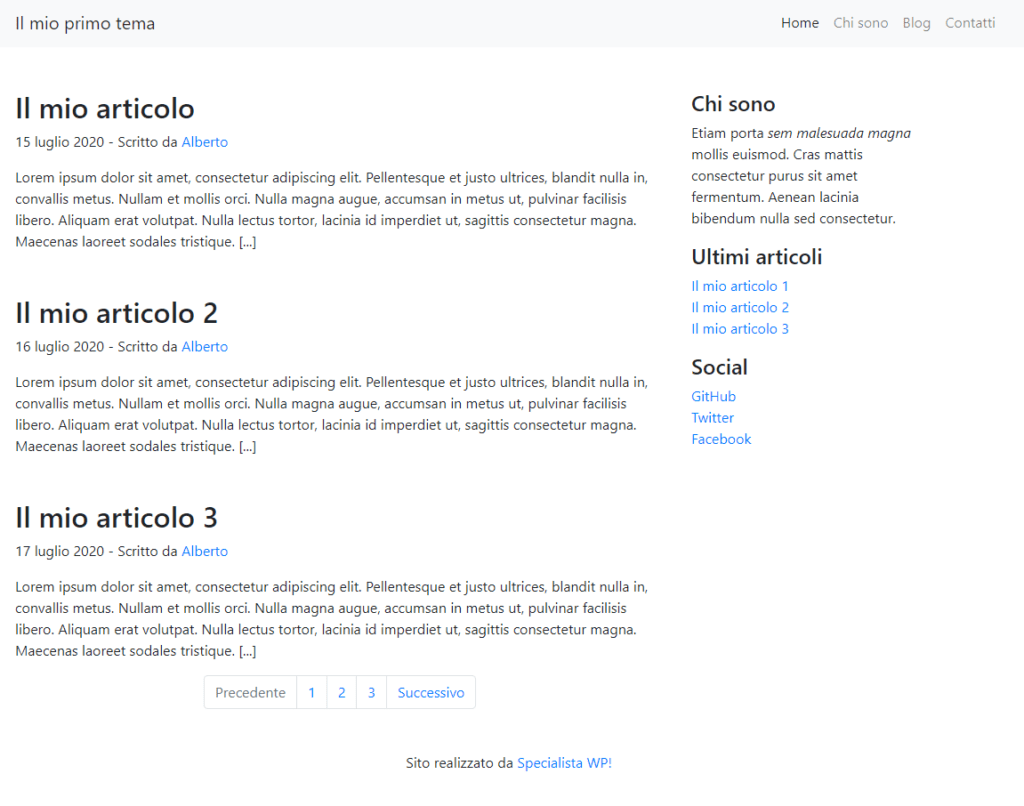 Il mio primo tema
Home Chi sono Blog Contatti
Il mio articolo
15 luglio 2020 - Scritto da Alberto
Lorem ipsum dolor sit amet, consectetur adipiscing elit. Pellentesque et justo ultrices, blandit nulla in,
convallis metus. Nullam et mollis orci. Nulla magna augue, accumsan in metus ut, pulvinar facilisis
libero. Aliquam erat volutpat. Nulla lectus tortor, lacinia id imperdiet ut, sagittis consectetur magna.
Maecenas laoreet sodales tristique. [...]
Il mio articolo 2
16 luglio 2020 - Scritto da Alberto
Lorem ipsum dolor sit amet, consectetur adipiscing elit. Pellentesque et justo ultrices, blandit nulla in,
convallis metus. Nullam et mollis orci. Nulla magna augue, accumsan in metus ut, pulvinar facilisis
libero. Aliquam erat volutpat. Nulla lectus tortor, lacinia id imperdiet ut, sagittis consectetur magna.
Maecenas laoreet sodales tristique. [...]
Il mio articolo 3
17 luglio 2020 - Scritto da Alberto
Lorem ipsum dolor sit amet, consectetur adipiscing elit. Pellentesque et justo ultrices, blandit nulla in,
convallis metus. Nullam et mollis orci. Nulla magna augue, accumsan in metus ut, pulvinar facilisis
libero. Aliquam erat volutpat. Nulla lectus tortor, lacinia id imperdiet ut, sagittis consectetur magna.
Maecenas laoreet sodales tristique. [...]
Precedente 1 2 3 Successivo
Chi sono
Etiam porta sem malesuada magna
mollis euismod. Cras mattis
consectetur purus sit amet
fermentum. Aenean lacinia
bibendum nulla sed consectetur.
Ultimi articoli
Il mio articolo 1
Il mio articolo 2
Il mio articolo 3
Social
GitHub
Twitter
Facebook
Sito realizzato da Specialista WP!